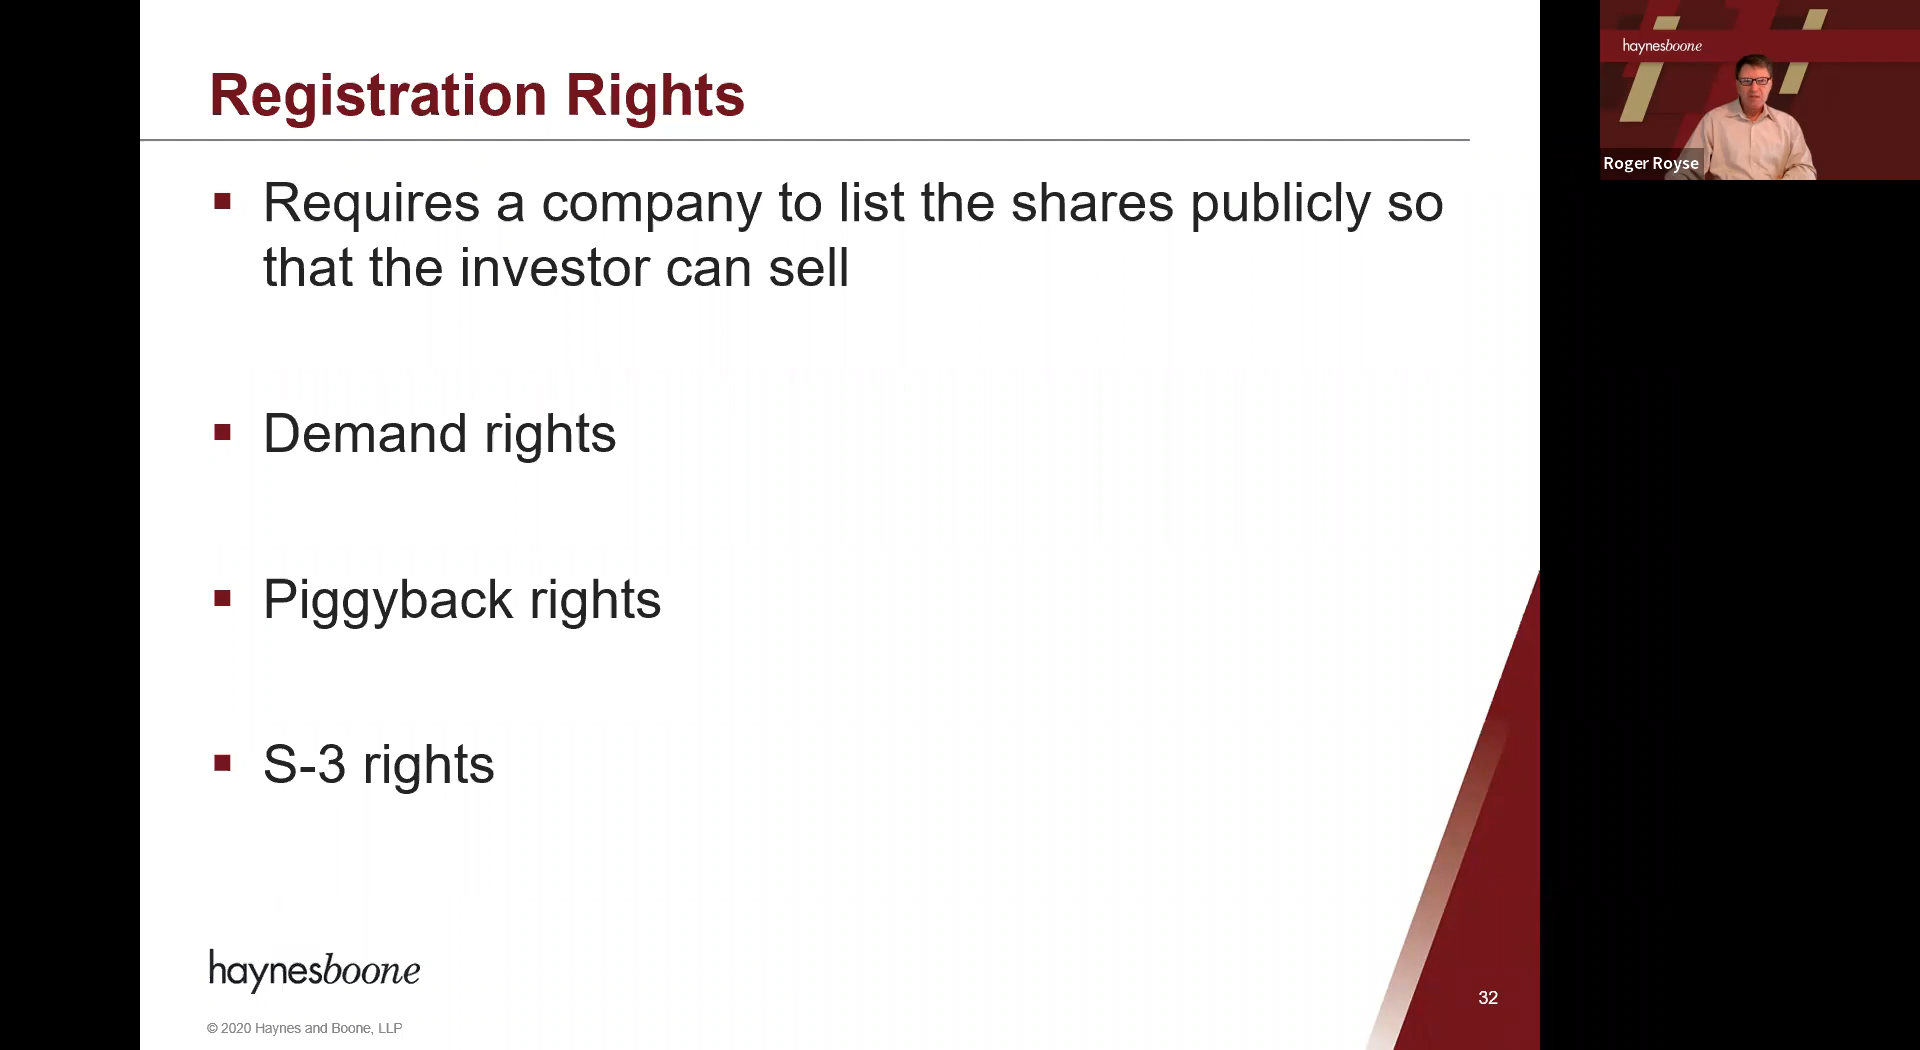 Registration Rights
Requires a company to list the shares publicly so
that the investor can sell
Demand rights
Piggyback rights
S-3 rights
haynesboone
© 2020 Haynes and Boone, LLP
32
haynesboone
Roger Royse